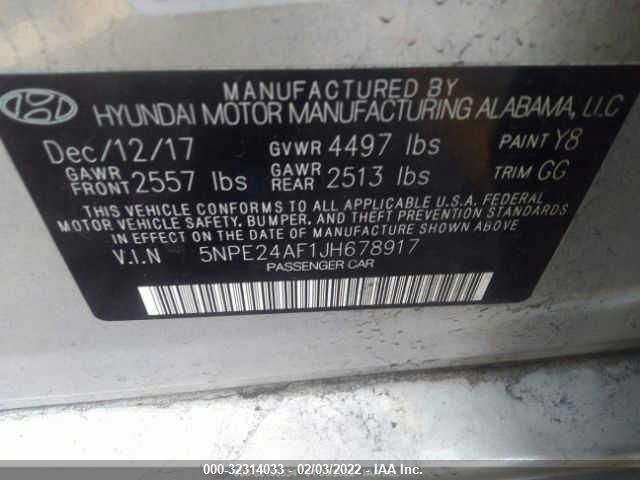 MANUFACTURED BY
HYUNDAI MOTOR MANUFACTURING ALABAMA, LLC
Dec/12/17 GVWR 4497 lbs PAINT Y8
GAWR FRONT 2557 lbs GAWR REAR 2513 lbs TRIM GG
THIS VEHICLE CONFORMS TO ALL APPLICABLE U.S.A. FEDERAL
MOTOR VEHICLE SAFETY, BUMPER, AND THEFT PREVENTION
STANDARDS IN EFFECT ON THE DATE OF MANUFACTURE SHOWN ABOVE.
V.I.N 5NPE24AF1JH678917
PASSENGER CAR
000-32314033 - 02/03/2022 - IAA Inc.